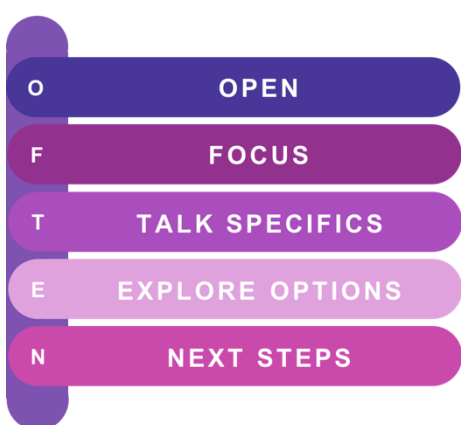 O OPEN
F FOCUS
T TALK SPECIFICS
E EXPLORE OPTIONS
N NEXT STEPS